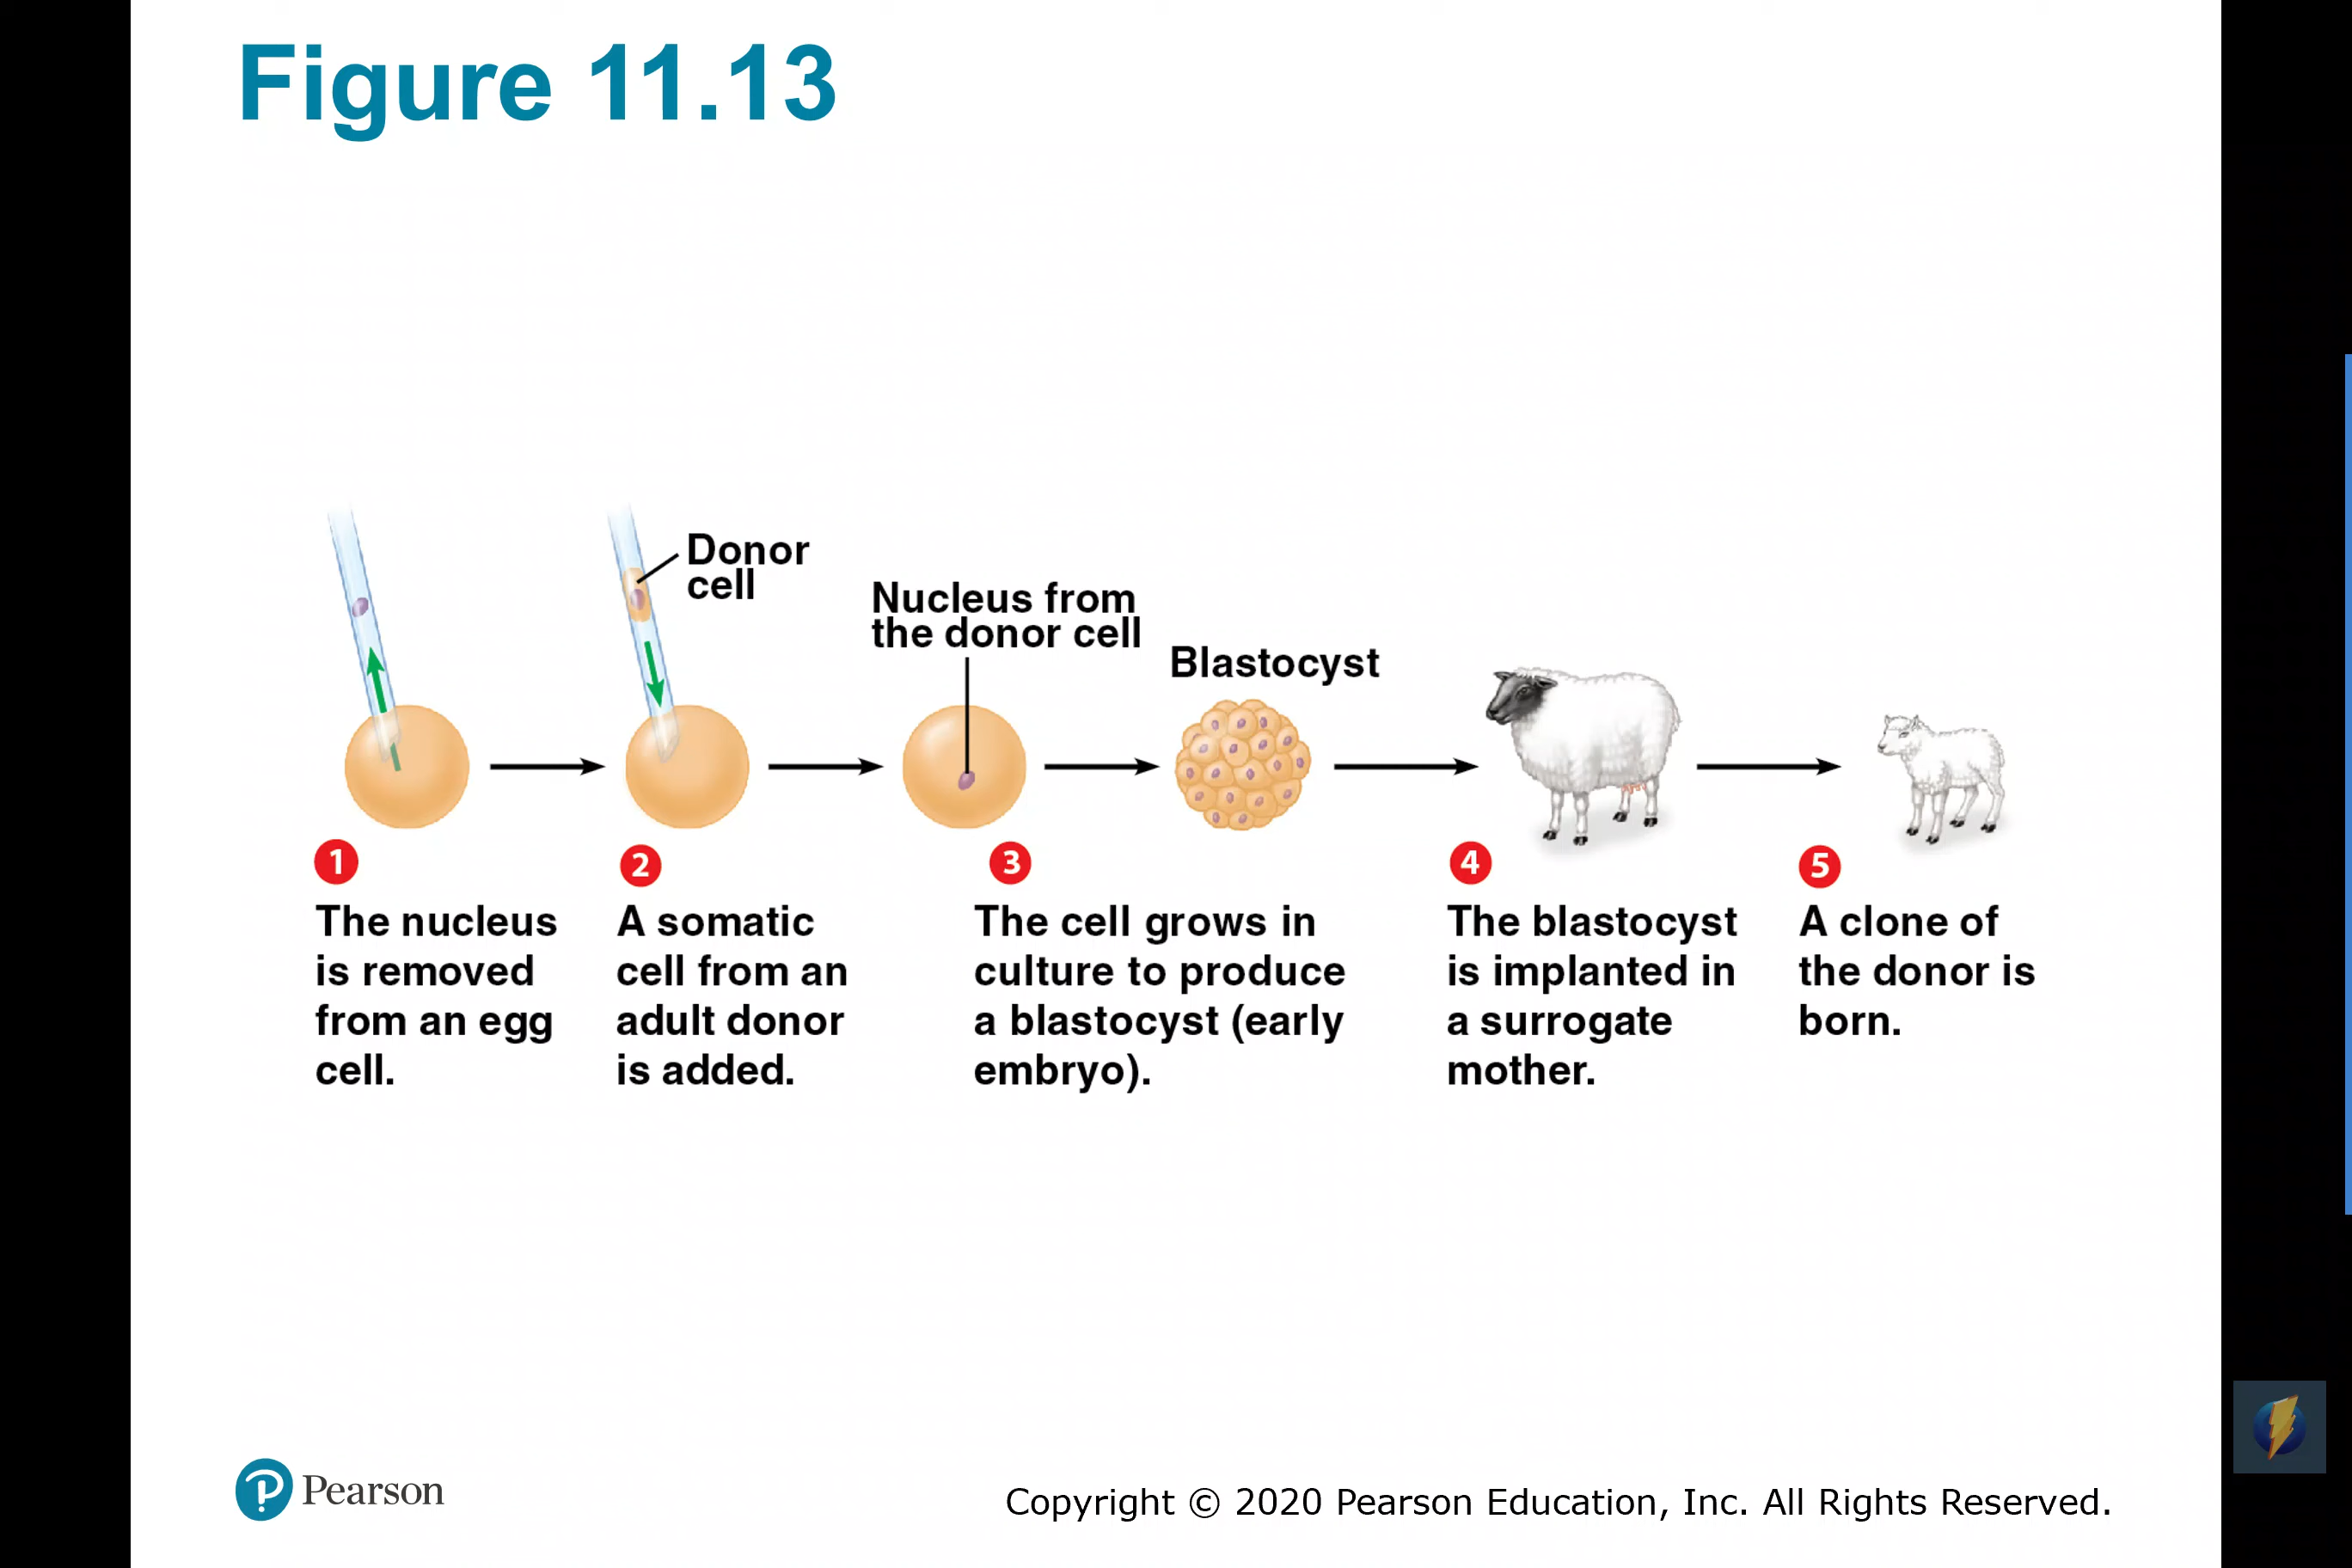 Figure 11.13
Donor
cell
Nucleus from
the donor cell
Blastocyst
1
The nucleus
is removed
from an egg
cell.
2
A somatic
cell from an
adult donor
is added.
3
The cell grows in
culture to produce
a blastocyst (early
embryo).
4
The blastocyst
is implanted in
a surrogate
mother.
5
A clone of
the donor is
born.
P Pearson
Copyright © 2020 Pearson Education, Inc. All Rights Reserved.